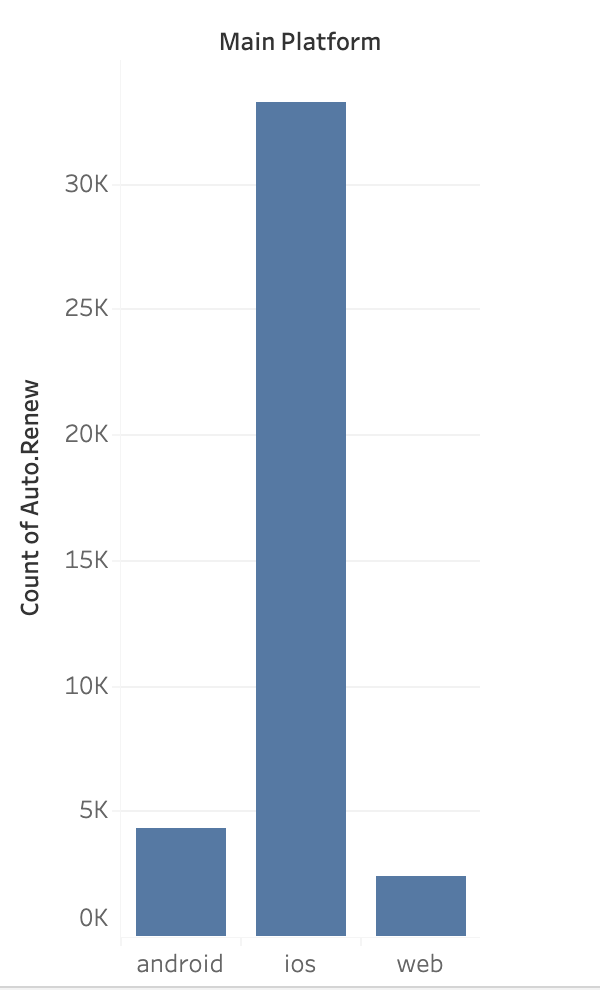 Main Platform
30K
25K
20K
15K
10K
5K
0K
Count of Auto.Renew
android
ios
web